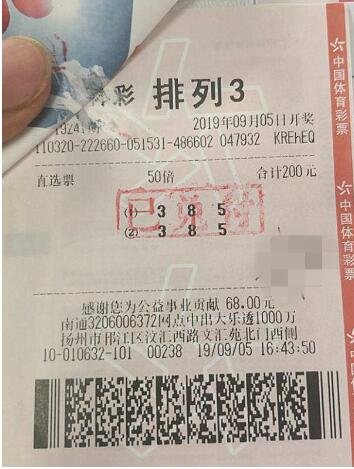 体彩 排列3
19241期 2019年09月05日开奖
110320-222660-051531-486602 047932 KREhEQ
直选票 50倍 合计200元
已兑付
(1) 3 8 5
(2) 3 8 5
感谢您为公益事业贡献 68.00元
南通3206006372网点中出大乐透1000万
扬州市邗江区汶汇西路文汇苑北门西侧
10-010632-101 00238 19/09/05 16:43:50
中国体育彩票
中国体育彩票
中国体育彩票